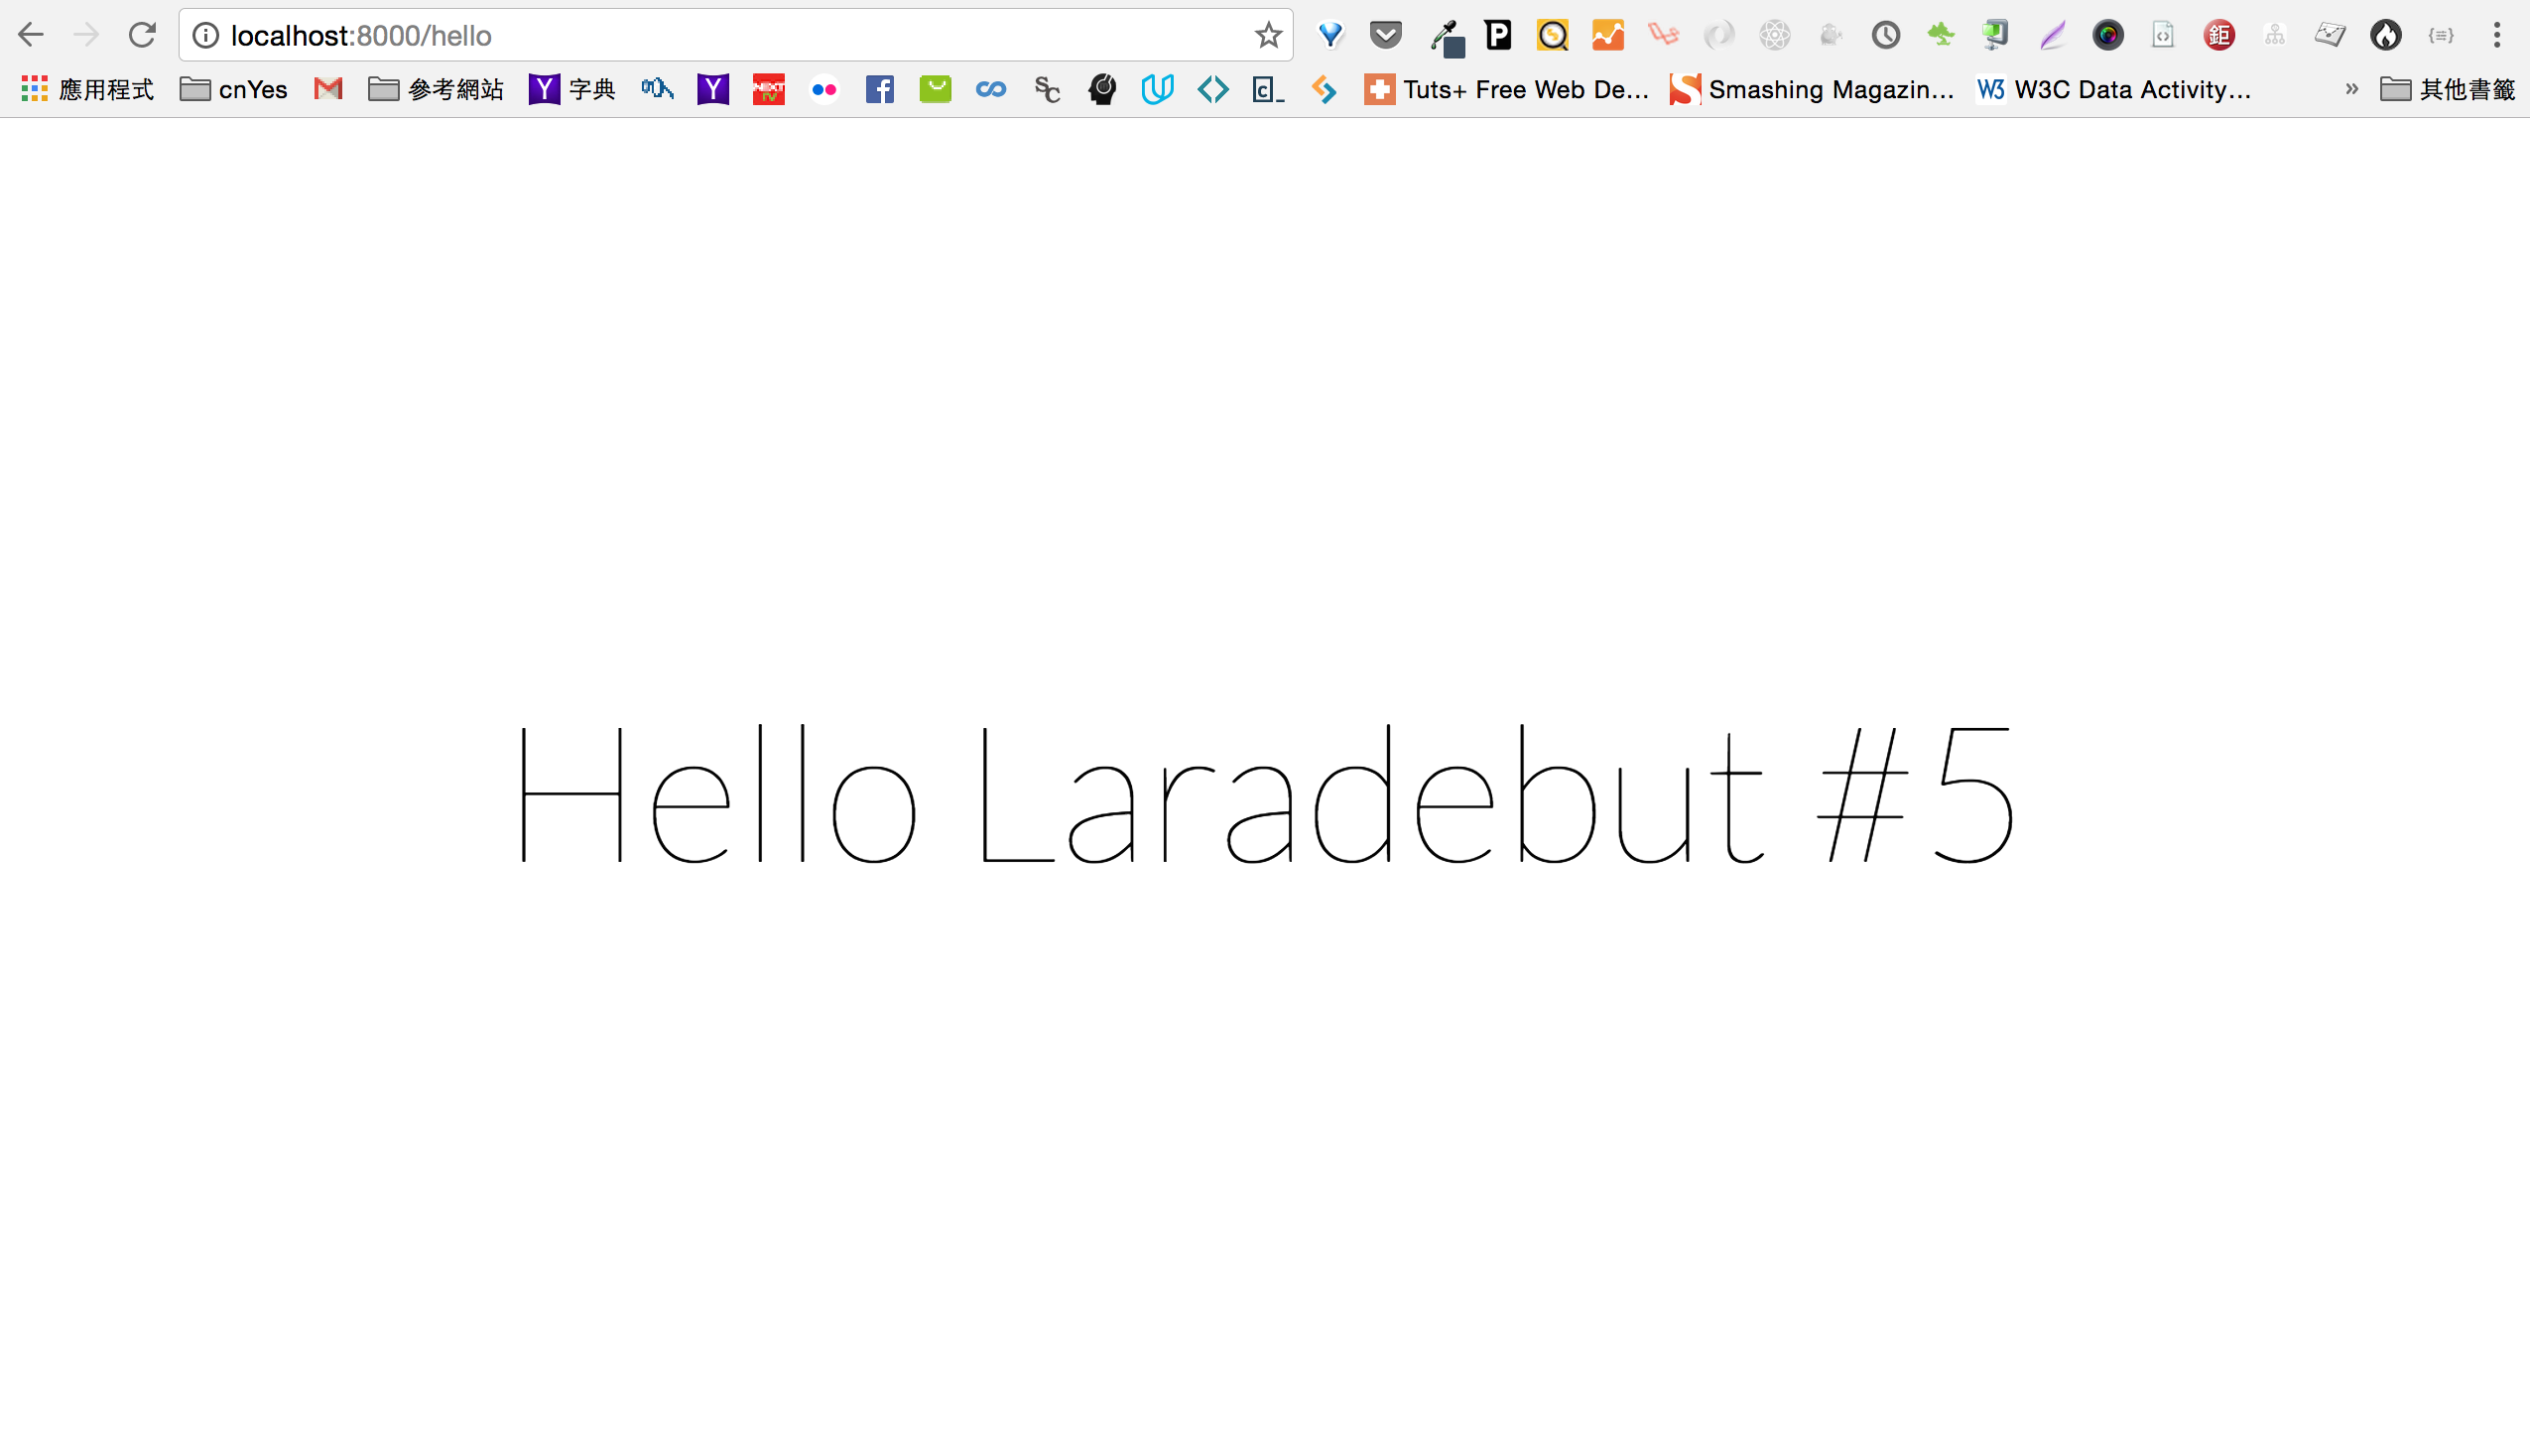 localhost:8000/hello
應用程式 cnYes 參考網站 字典 Tuts+ Free Web De... Smashing Magazin... W3C Data Activity... » 其他書籤
Hello Laradebut #5